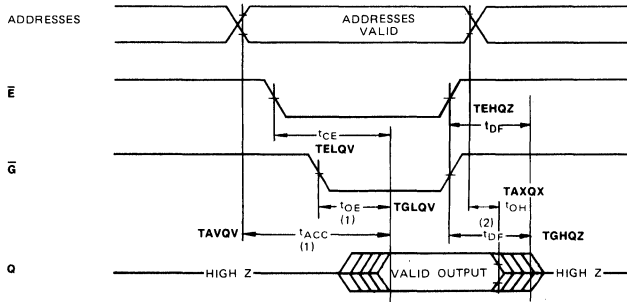 ADDRESSES
ADDRESSES
VALID
E
TEHQZ
tCE
tDF
TELQV
G
TAXQX
tOE
TGLQV
tOH
(1)
(2)
TAVQV
tACC
tDF
TGHQZ
(1)
Q
HIGH Z
VALID OUTPUT
HIGH Z